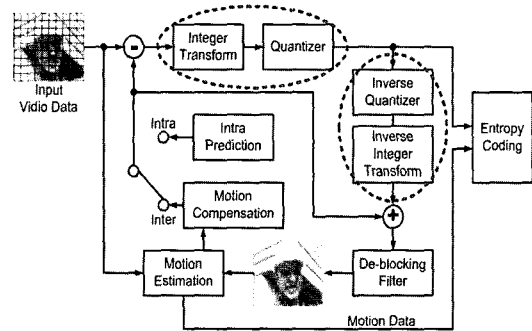 Input
Vidio Data
-
Integer
Transform
Quantizer
Inverse
Quantizer
Inverse
Integer
Transform
Entropy
Coding
Intra
Intra
Prediction
Inter
Motion
Compensation
+
Motion
Estimation
De-blocking
Filter
Motion Data